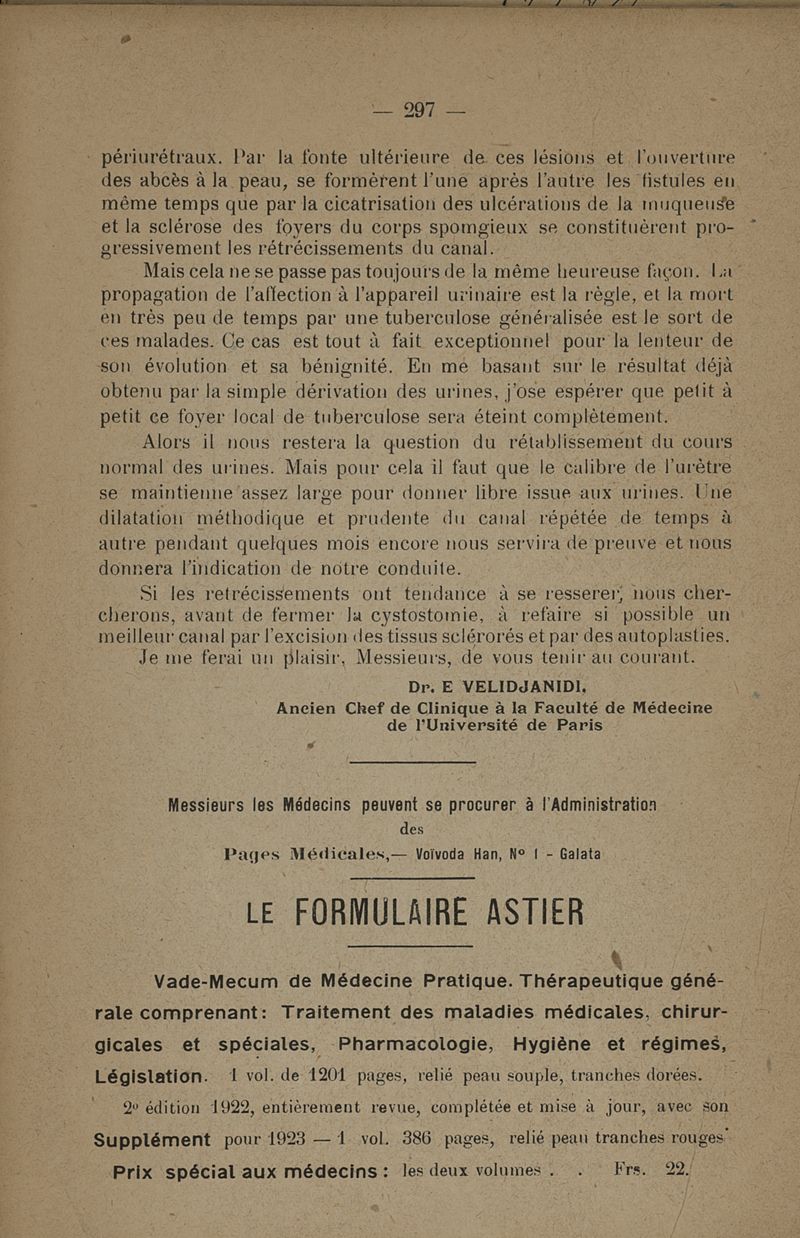 — 297 —
périurétraux. Par la fonte ultérieure de ces lésions et l'ouverture
des abcès à la peau, se formèrent l'une après l'autre les fistules en
même temps que par la cicatrisation des ulcérations de la muqueuse
et la sclérose des foyers du corps spomgieux se constituèrent pro-
gressivement les rétrécissements du canal.
Mais cela ne se passe pas toujours de la même heureuse façon. La
propagation de l'affection à l'appareil urinaire est la règle, et la mort
en très peu de temps par une tuberculose généralisée est le sort de
ces malades. Ce cas est tout à fait exceptionnel pour la lenteur de
son évolution et sa bénignité. En me basant sur le résultat déjà
obtenu par la simple dérivation des urines, j'ose espérer que petit à
petit ce foyer local de tuberculose sera éteint complètement.
Alors il nous restera la question du rétablissement du cours
normal des urines. Mais pour cela il faut que le calibre de l'urètre
se maintienne assez large pour donner libre issue aux urines. Une
dilatation méthodique et prudente du canal répétée de temps à
autre pendant quelques mois encore nous servira de preuve et nous
donnera l'indication de notre conduite.
Si les retrécissements ont tendance à se resserer, nous cher-
cherons, avant de fermer la cystostomie, à refaire si possible un
meilleur canal par l'excision des tissus sclérorés et par des autoplasties.
Je me ferai un plaisir, Messieurs, de vous tenir au courant.
Dr. E VELIDJANIDI.
Ancien Chef de Clinique à la Faculté de Médecine
de l'Université de Paris
Messieurs les Médecins peuvent se procurer à l'Administration
des
Pages Médicales,— Voïvoda Han, N° 1 - Galata
LE FORMULAIRE ASTIER
Vade-Mecum de Médecine Pratique. Thérapeutique géné-
rale comprenant: Traitement des maladies médicales, chirur-
gicales et spéciales, Pharmacologie, Hygiène et régimes,
Législation. 1 vol. de 1201 pages, relié peau souple, tranches dorées.
2e édition 1922, entièrement revue, complétée et mise à jour, avec son
Supplément pour 1923 — 1 vol. 386 pages, relié peau tranches rouges
Prix spécial aux médecins : les deux volumes . . Frs. 22.